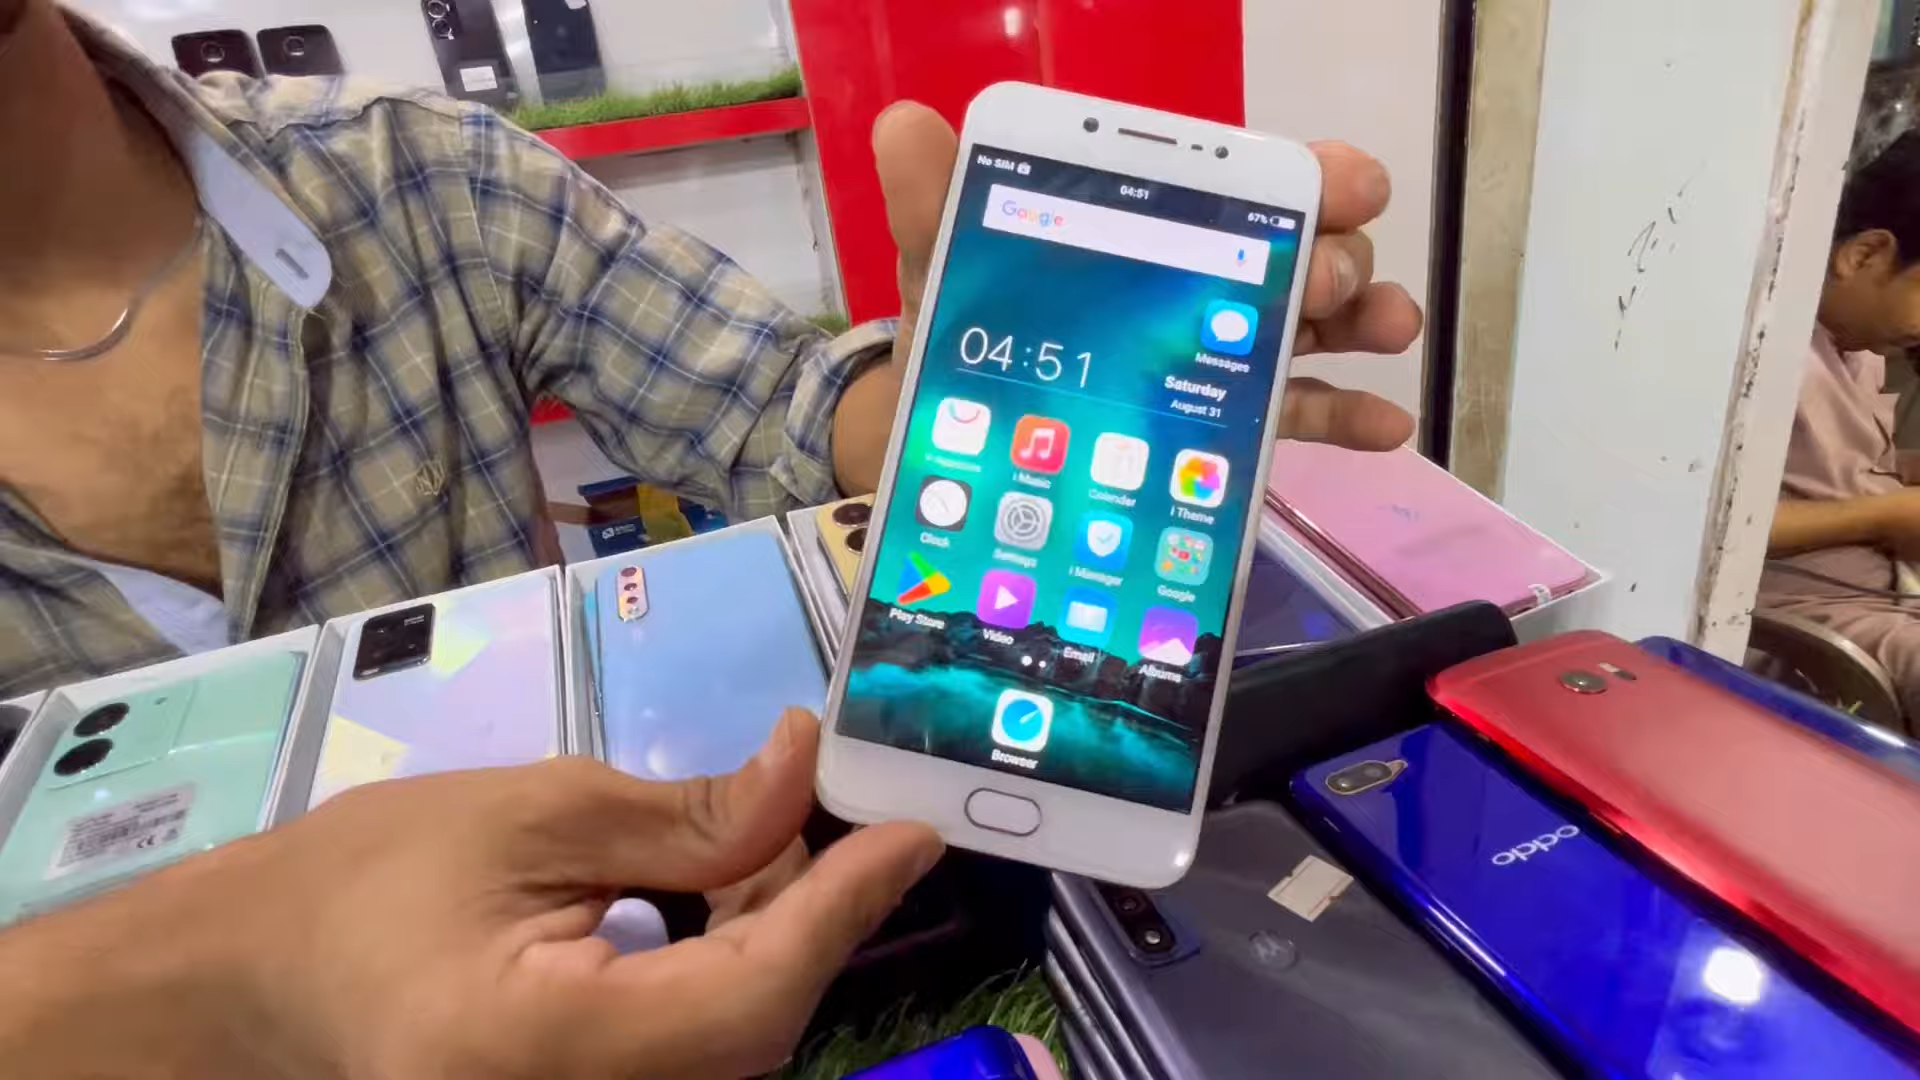 No SIM
04:51
67%
Google
Messages
04:51
Saturday
August 31
i Music
Calendar
i Theme
Clock
Settings
i Manager
Google
Play Store
Video
Email
Albums
Browser
oppo